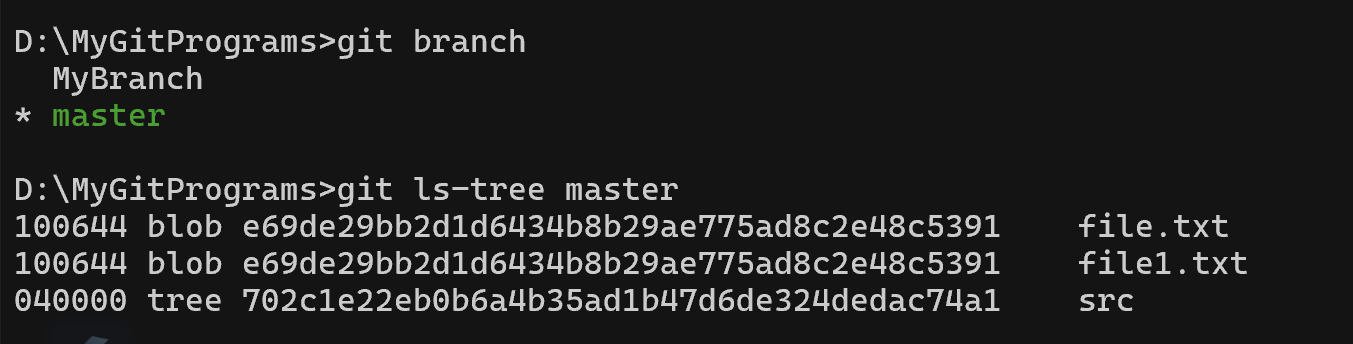 D:\MyGitPrograms>git branch
  MyBranch
* master
D:\MyGitPrograms>git ls-tree master
100644 blob e69de29bb2d1d6434b8b29ae775ad8c2e48c5391    file.txt
100644 blob e69de29bb2d1d6434b8b29ae775ad8c2e48c5391    file1.txt
040000 tree 702c1e22eb0b6a4b35ad1b47d6de324dedac74a1    src